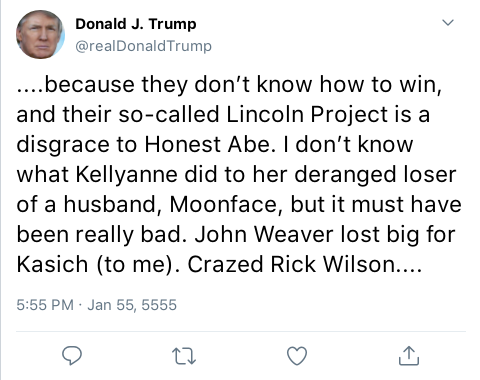 Donald J. Trump
@realDonaldTrump
....because they don’t know how to win,
and their so-called Lincoln Project is a
disgrace to Honest Abe. I don’t know
what Kellyanne did to her deranged loser
of a husband, Moonface, but it must have
been really bad. John Weaver lost big for
Kasich (to me). Crazed Rick Wilson....
5:55 PM · Jan 55, 5555